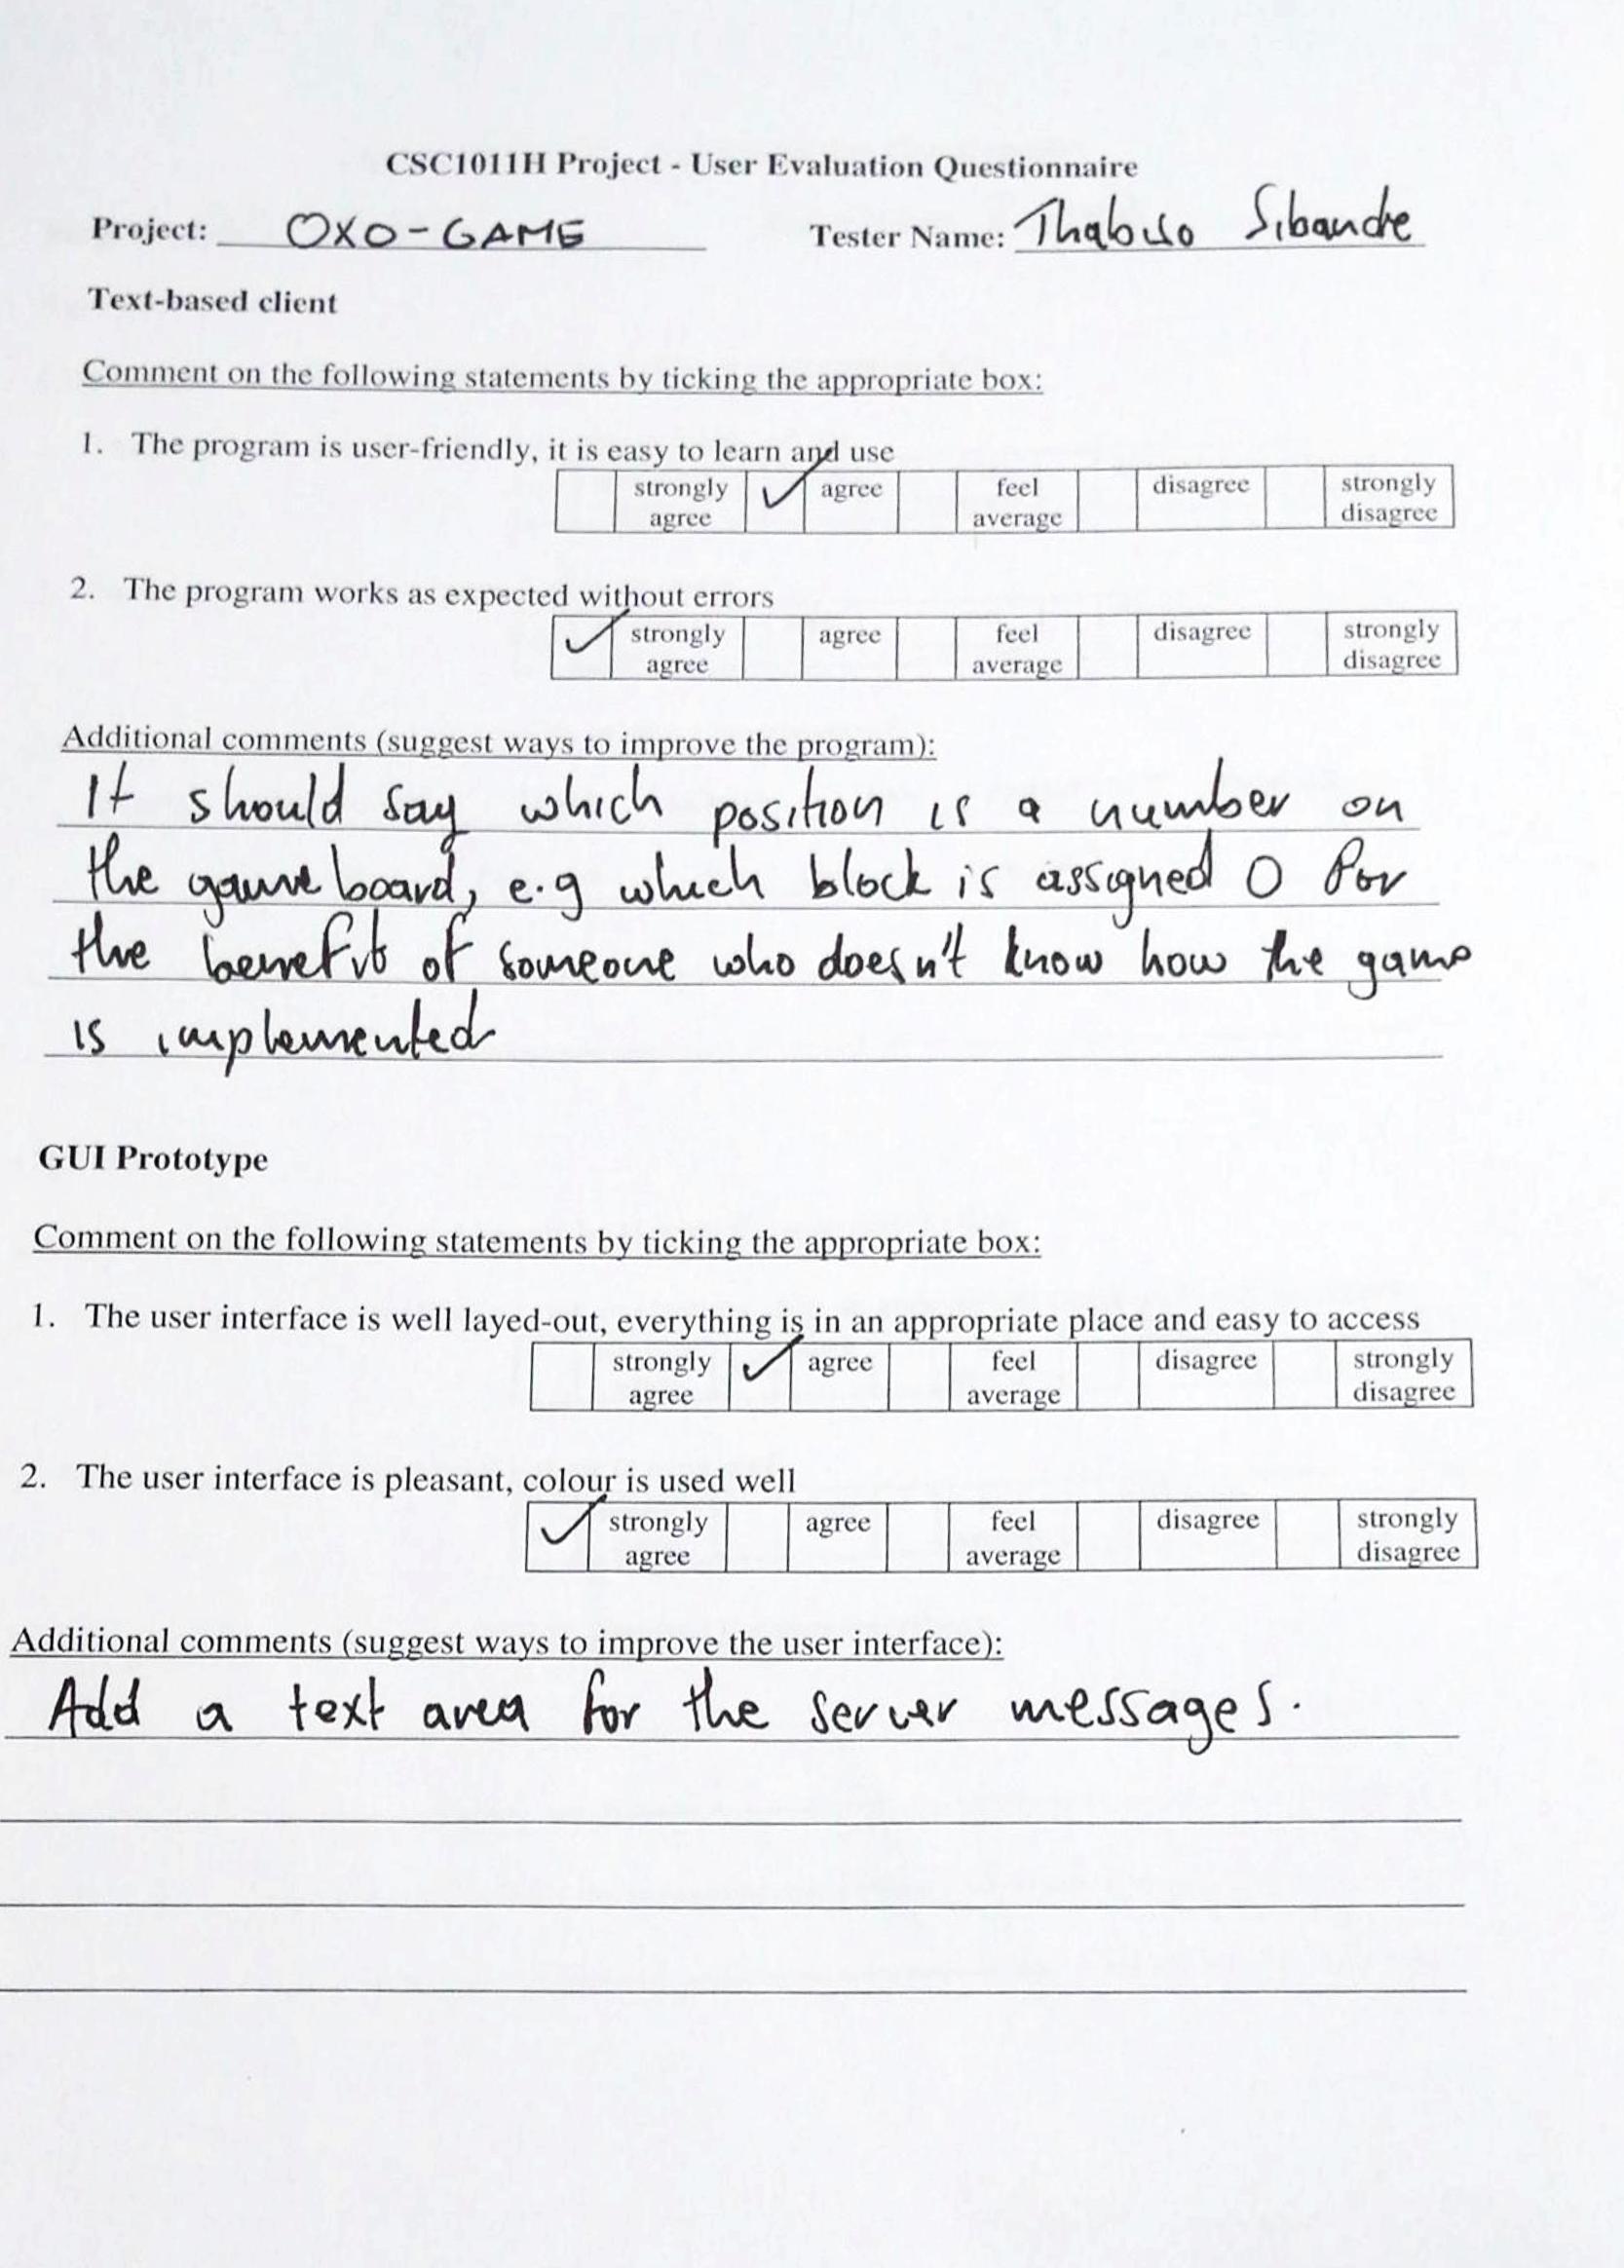 CSC1011H Project - User Evaluation Questionnaire
Project: OXO-GAME Tester Name: Thabiso Sibande
Text-based client
Comment on the following statements by ticking the appropriate box:
1. The program is user-friendly, it is easy to learn and use
strongly agree ✓ agree feel average disagree strongly disagree
2. The program works as expected without errors
✓ strongly agree agree feel average disagree strongly disagree
Additional comments (suggest ways to improve the program):
It should say which position is a number on
the game board, e.g which block is assigned 0 for
the benefit of someone who doesn't know how the game
is implemented
GUI Prototype
Comment on the following statements by ticking the appropriate box:
1. The user interface is well layed-out, everything is in an appropriate place and easy to access
strongly agree ✓ agree feel average disagree strongly disagree
2. The user interface is pleasant, colour is used well
✓ strongly agree agree feel average disagree strongly disagree
Additional comments (suggest ways to improve the user interface):
Add a text area for the server messages.